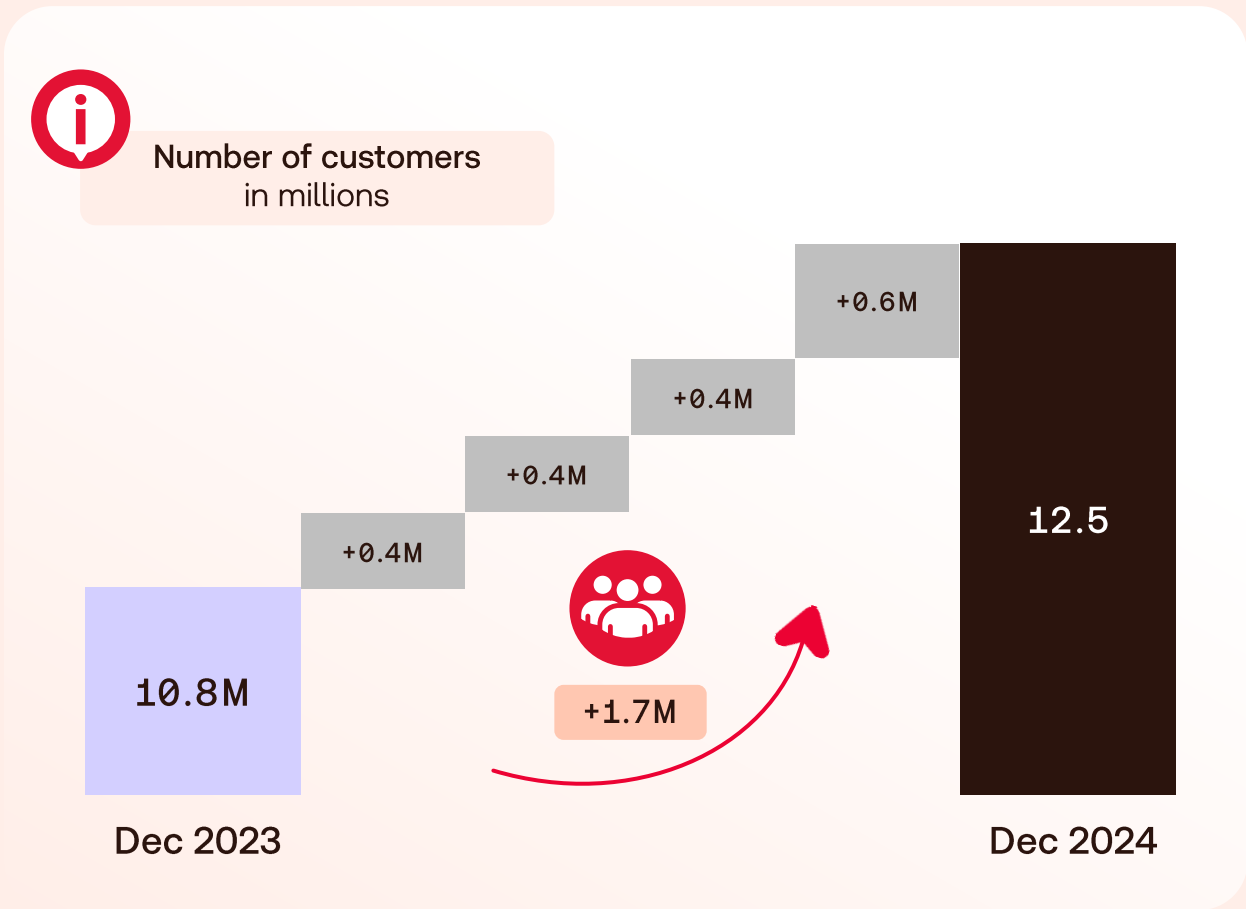 i
Number of customers
in millions
+0.6M
+0.4M
+0.4M
+0.4M
12.5
10.8M
+1.7M
Dec 2023
Dec 2024